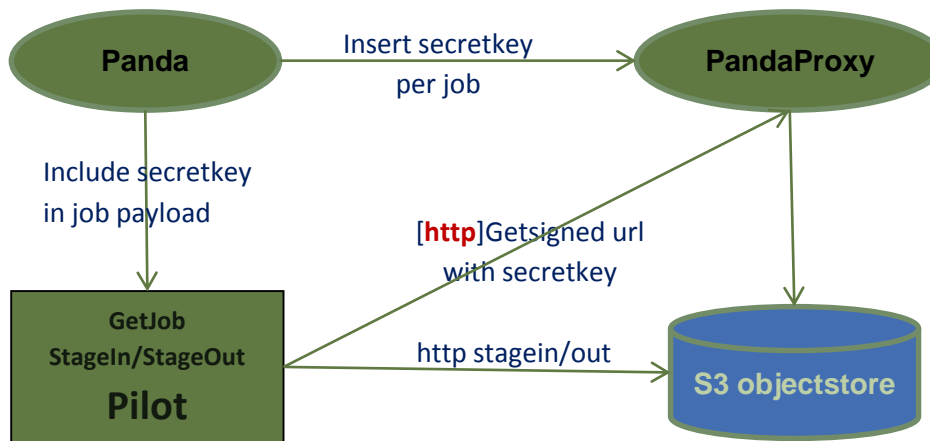 Panda
Insert secretkey
per job
PandaProxy
Include secretkey
in job payload
[http]Getsigned url
with secretkey
GetJob
StageIn/StageOut
Pilot
http stagein/out
S3 objectstore